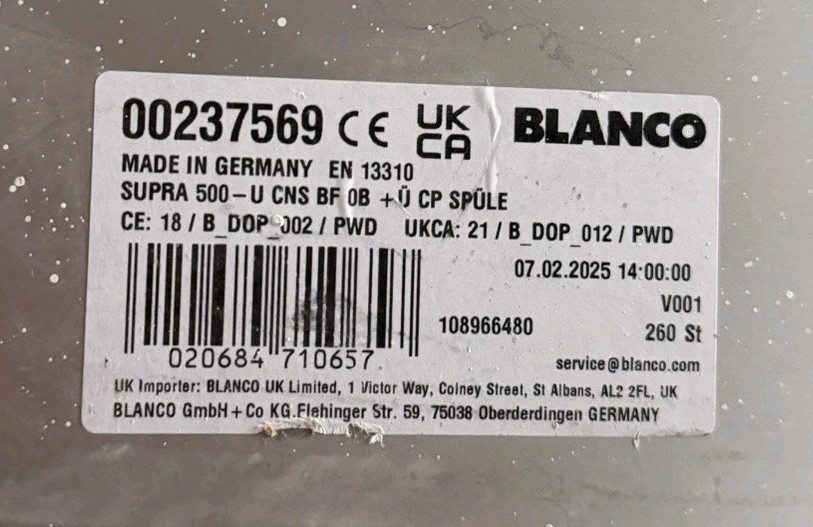 00237569 CE UK CA BLANCO
MADE IN GERMANY EN 13310
SUPRA 500-U CNS BF 0B +Ü CP SPÜLE
CE: 18 / B_DOP_002 / PWD UKCA: 21 / B_DOP_012 / PWD
07.02.2025 14:00:00
V001
108966480 260 St
020684 710657
service@blanco.com
UK Importer: BLANCO UK Limited, 1 Victor Way, Colney Street, St Albans, AL2 2FL, UK
BLANCO GmbH+Co KG.Flehinger Str. 59, 75038 Oberderdingen GERMANY